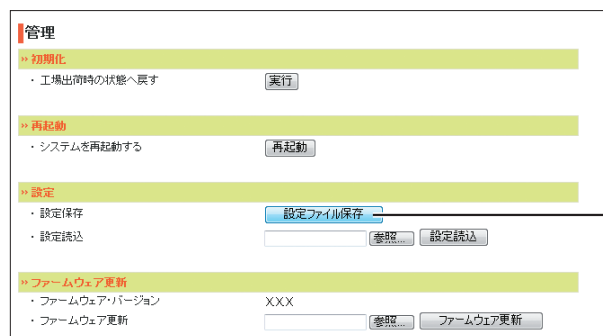 管理
»初期化
・ 工場出荷時の状態へ戻す 実行
»再起動
・ システムを再起動する 再起動
»設定
・ 設定保存 設定ファイル保存
・ 設定読込 参照... 設定読込
»ファームウェア更新
・ ファームウェア・バージョン XXX
・ ファームウェア更新 参照... ファームウェア更新